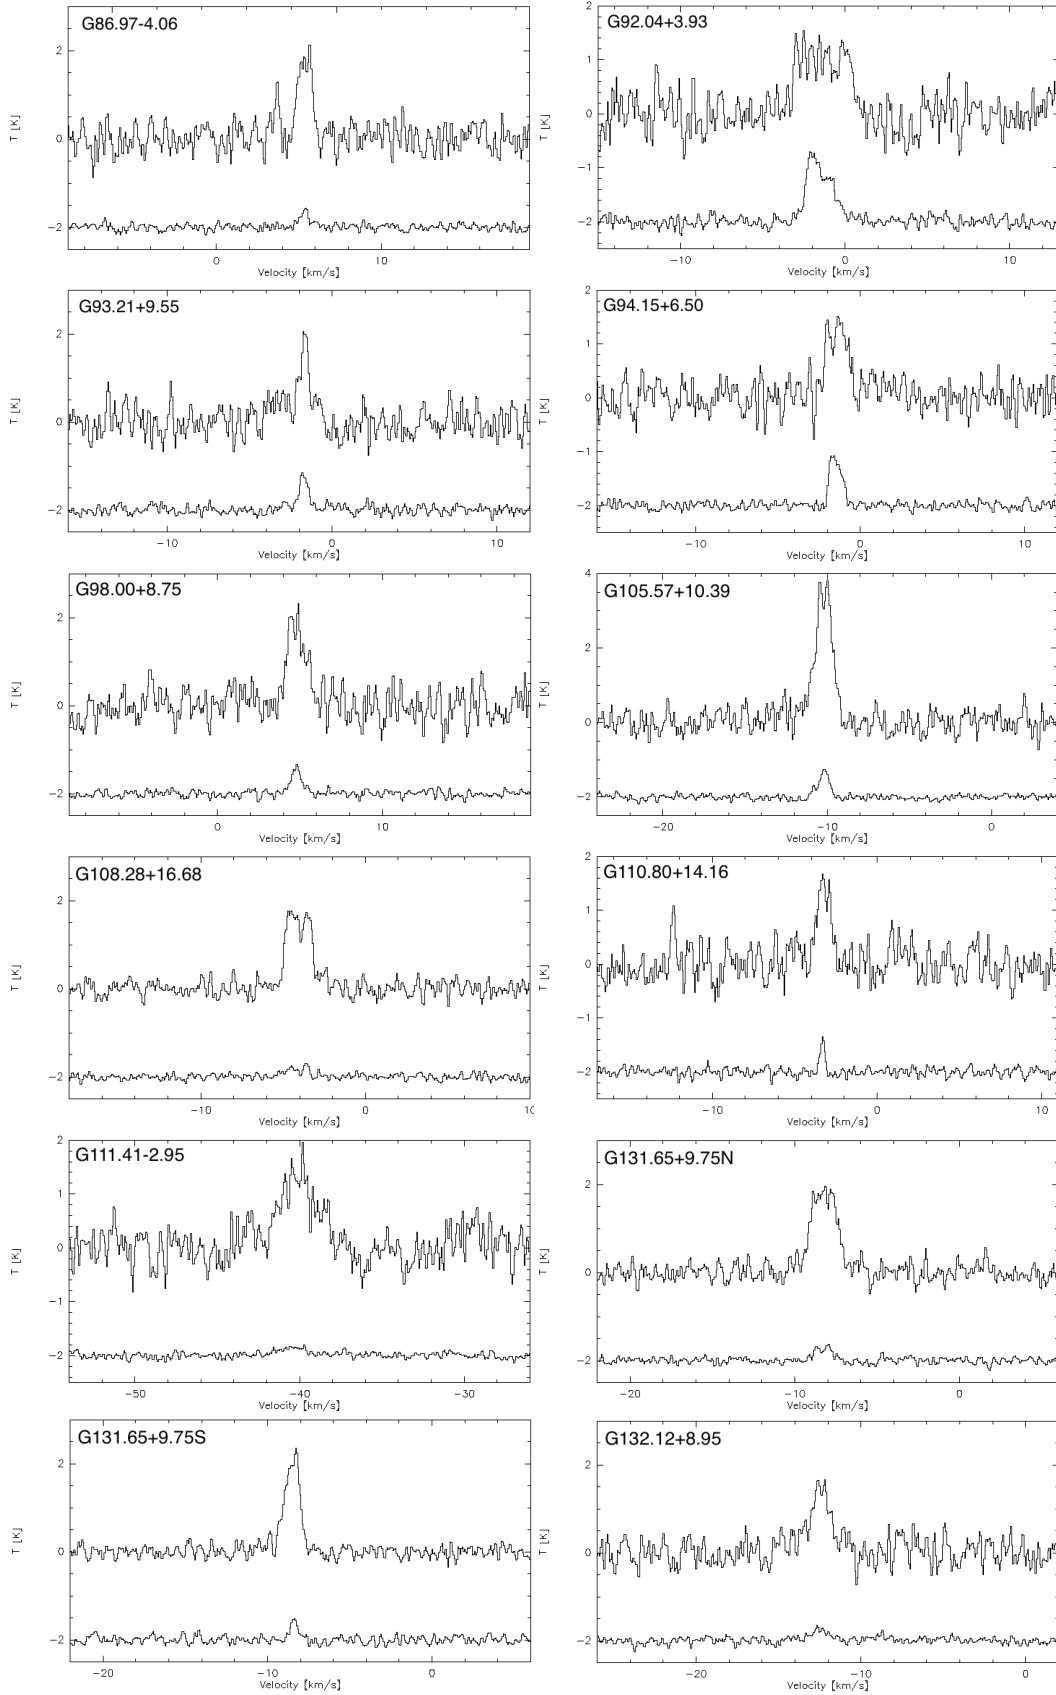 G86.97-4.06
2
0
−2
T [K]
0
10
Velocity [km/s]
G92.04+3.93
2
1
0
−1
−2
T [K]
−10
0
10
Velocity [km/s]
G93.21+9.55
2
0
−2
T [K]
−10
0
10
Velocity [km/s]
G94.15+6.50
2
1
0
−1
−2
T [K]
−10
0
10
Velocity [km/s]
G98.00+8.75
2
0
−2
T [K]
0
10
Velocity [km/s]
G105.57+10.39
4
2
0
−2
T [K]
−20
−10
0
Velocity [km/s]
G108.28+16.68
2
0
−2
T [K]
−10
0
10
Velocity [km/s]
G110.80+14.16
2
1
0
−1
−2
T [K]
−10
0
10
Velocity [km/s]
G111.41-2.95
2
1
0
−1
−2
T [K]
−50
−40
−30
Velocity [km/s]
G131.65+9.75N
2
0
−2
T [K]
−20
−10
0
Velocity [km/s]
G131.65+9.75S
2
0
−2
T [K]
−20
−10
0
Velocity [km/s]
G132.12+8.95
2
0
−2
T [K]
−20
−10
0
Velocity [km/s]